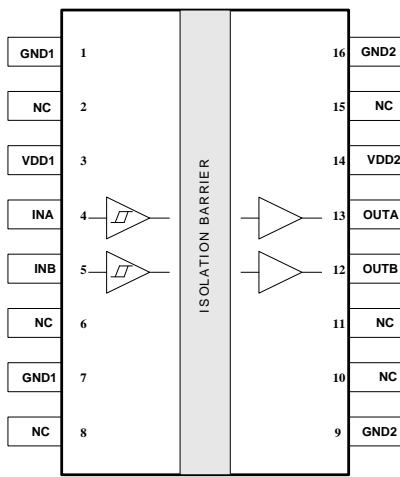 GND1 1 16 GND2
NC 2 15 NC
VDD1 3 14 VDD2
INA 4 13 OUTA
INB 5 12 OUTB
NC 6 11 NC
GND1 7 10 NC
NC 8 9 GND2
ISOLATION BARRIER